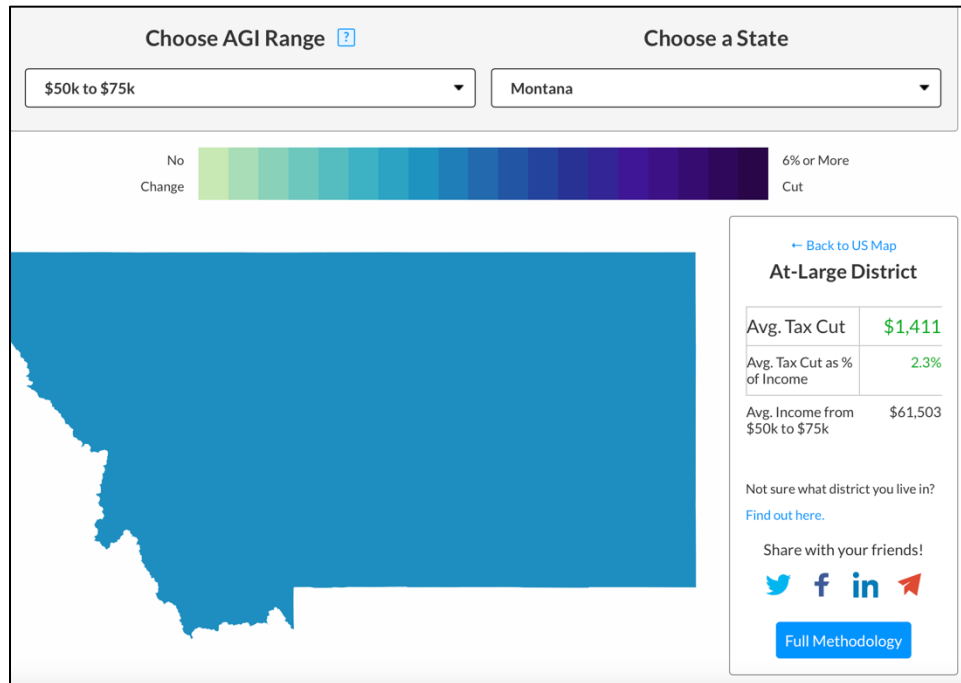 Choose AGI Range ?
Choose a State
$50k to $75k
Montana
No
Change
6% or More
Cut
← Back to US Map
At-Large District
Avg. Tax Cut $1,411
Avg. Tax Cut as % 2.3%
of Income
Avg. Income from $61,503
$50k to $75k
Not sure what district you live in?
Find out here.
Share with your friends!
f in
Full Methodology